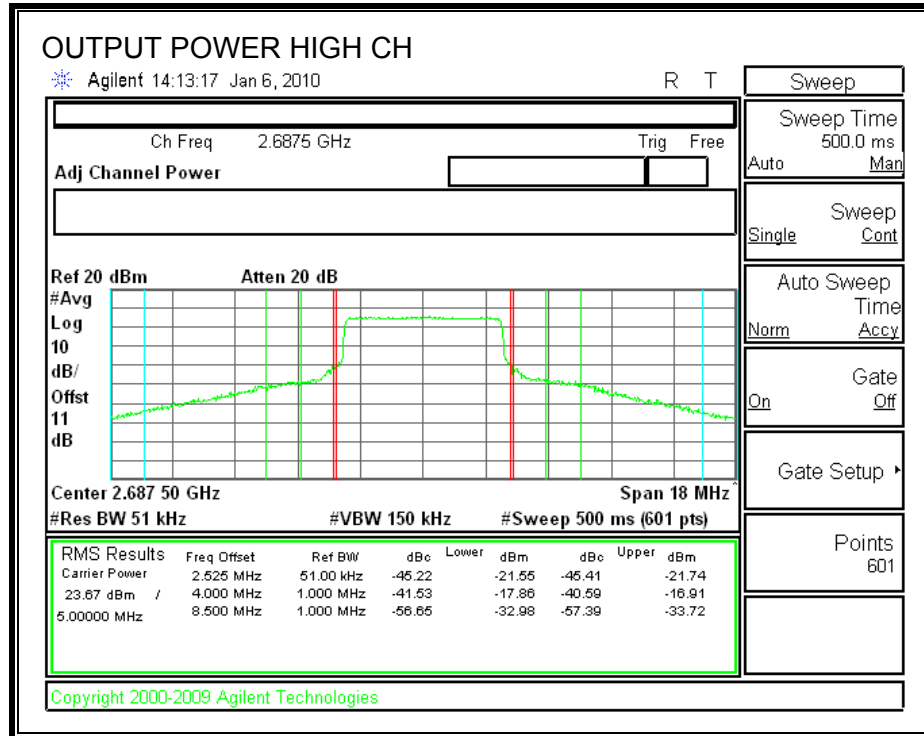 OUTPUT POWER HIGH CH
Agilent 14:13:17 Jan 6, 2010 R T
Ch Freq 2.6875 GHz Trig Free
Adj Channel Power
Ref 20 dBm Atten 20 dB
#Avg
Log
10
dB/
Offst
11
dB
Center 2.687 50 GHz Span 18 MHz
#Res BW 51 kHz #VBW 150 kHz #Sweep 500 ms (601 pts)
RMS Results Freq Offset Ref BW dBc Lower dBm dBc Upper dBm
Carrier Power 2.525 MHz 51.00 kHz -45.22 -21.55 -45.41 -21.74
23.67 dBm / 4.000 MHz 1.000 MHz -41.53 -17.86 -40.59 -16.91
5.00000 MHz 8.500 MHz 1.000 MHz -56.65 -32.98 -57.39 -33.72
Copyright 2000-2009 Agilent Technologies
Sweep
Sweep Time
500.0 ms
Auto Man
Sweep
Single Cont
Auto Sweep
Time
Norm Accy
Gate
On Off
Gate Setup
Points
601